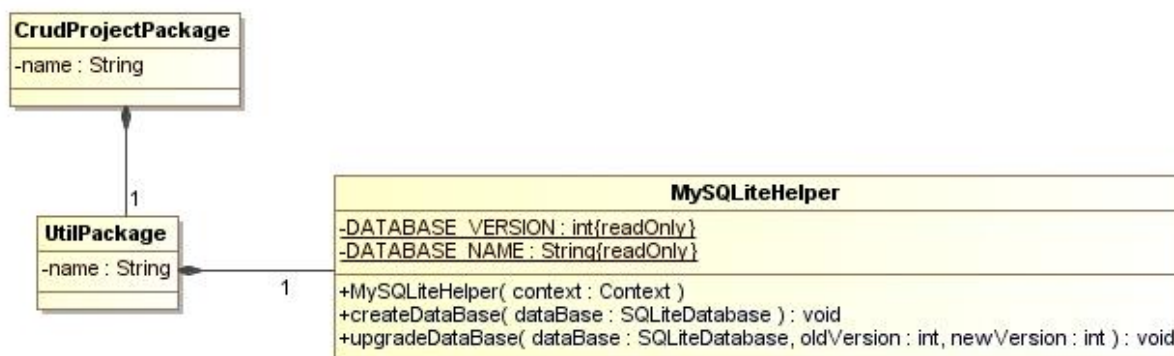 CrudProjectPackage
-name : String
1
UtilPackage
-name : String
1
MySQLiteHelper
-DATABASE_VERSION : int{readOnly}
-DATABASE_NAME : String{readOnly}
+MySQLiteHelper( context : Context )
+createDataBase( dataBase : SQLiteDatabase ) : void
+upgradeDataBase( dataBase : SQLiteDatabase, oldVersion : int, newVersion : int ) : void